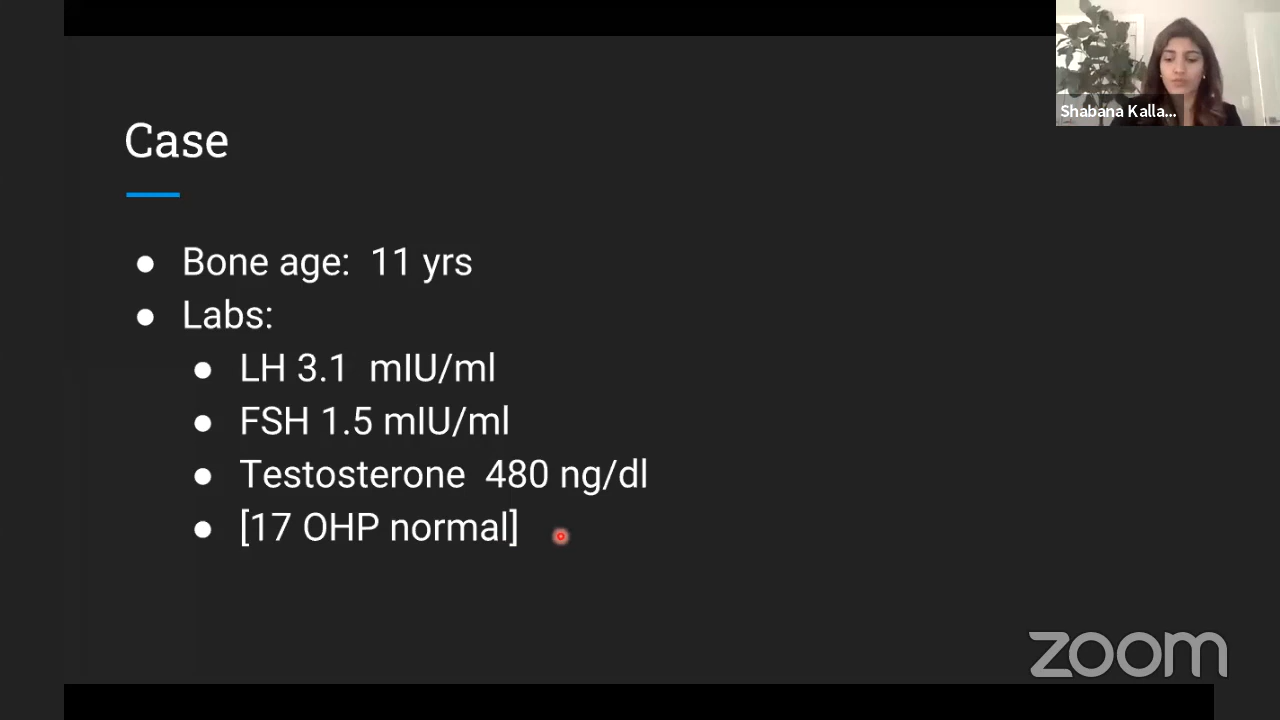 Shabana Kalla...
Case
● Bone age: 11 yrs
● Labs:
● LH 3.1 mIU/ml
● FSH 1.5 mIU/ml
● Testosterone 480 ng/dl
● [17 OHP normal]
zoom